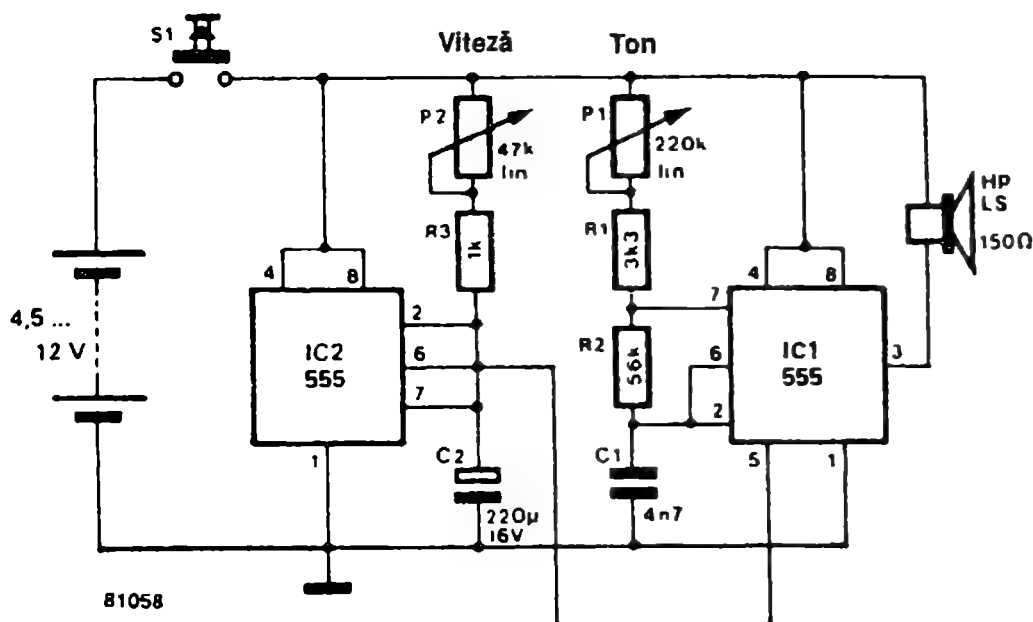 S1
Viteză
Ton
P2
47k
lin
P1
220k
lin
HP
LS
150Ω
R3
1k
R1
3k3
4
8
4
8
4,5 ...
12 V
IC2
555
2
6
7
1
R2
56k
7
6
2
IC1
555
3
5
1
C2
220µ
16V
C1
4n7
81058